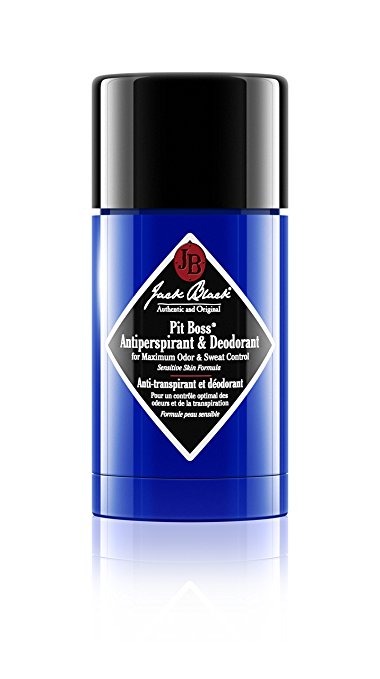 JB
Jack Black®
Authentic and Original
Pit Boss®
Antiperspirant & Deodorant
for Maximum Odor & Sweat Control
Sensitive Skin Formula
Anti-transpirant et déodorant
Pour un contrôle optimal des
odeurs et de la transpiration
Formule peau sensible